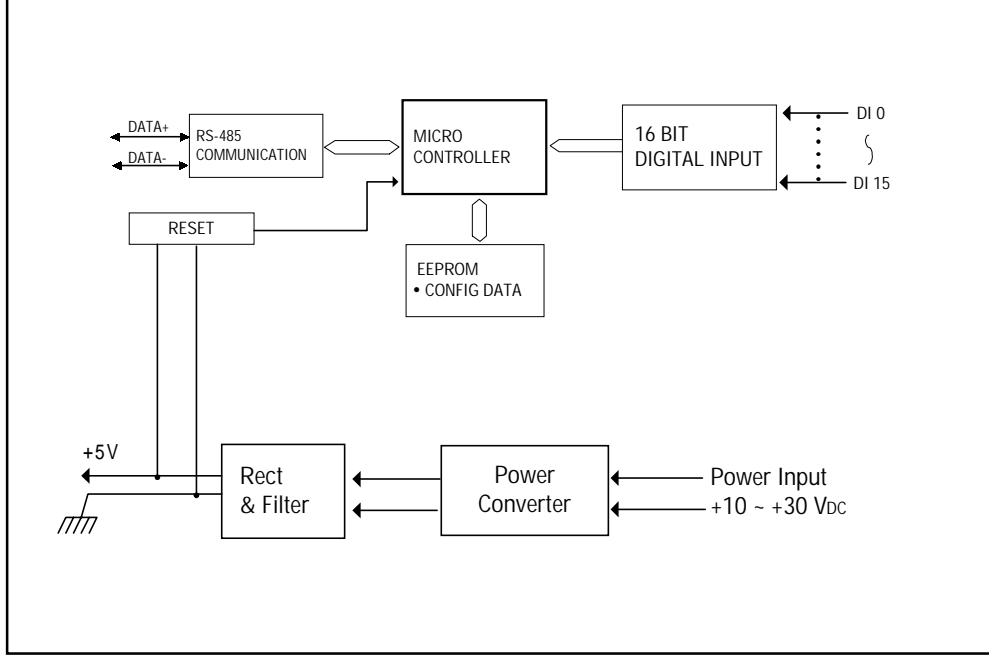 DATA+
DATA-
RS-485
COMMUNICATION
MICRO
CONTROLLER
16 BIT
DIGITAL INPUT
DI 0
DI 15
RESET
EEPROM
• CONFIG DATA
+5V
Rect
& Filter
Power
Converter
Power Input
+10 ~ +30 VDC